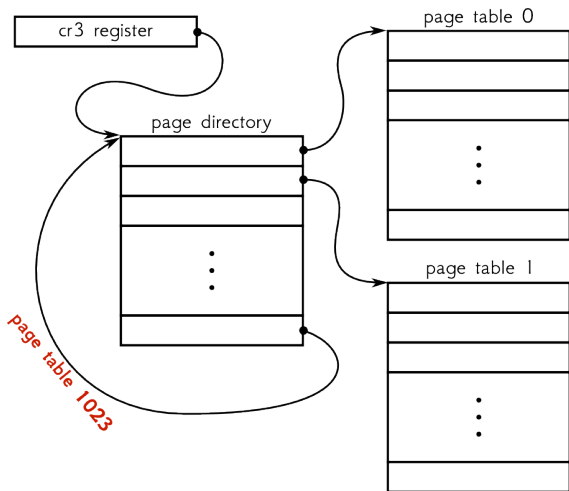 cr3 register
page table 0
page directory
page table 1
page table 1023